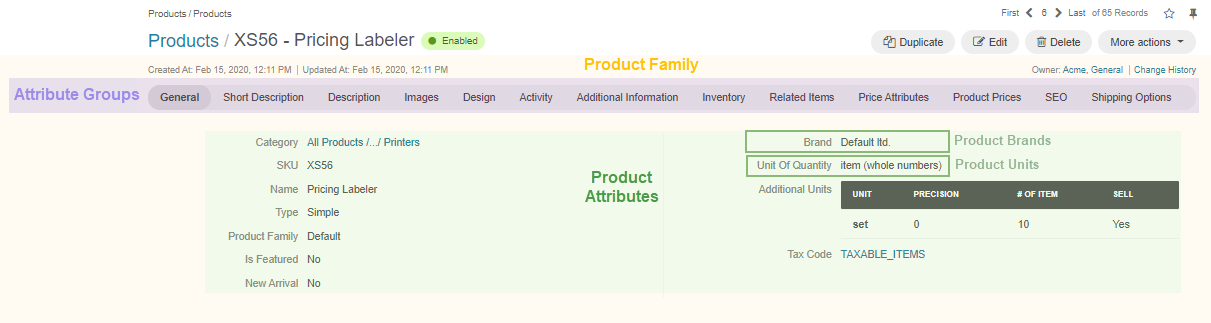 Products / Products
First 6 Last of 65 Records
Products / XS56 - Pricing Labeler Enabled
Duplicate Edit Delete More actions
Created At: Feb 15, 2020, 12:11 PM | Updated At: Feb 15, 2020, 12:11 PM
Product Family
Owner: Acme, General | Change History
Attribute Groups
General Short Description Description Images Design Activity Additional Information Inventory Related Items Price Attributes Product Prices SEO Shipping Options
Category All Products /.../ Printers
SKU XS56
Name Pricing Labeler
Type Simple
Product Family Default
Is Featured No
New Arrival No
Product
Attributes
Brand Default ltd. Product Brands
Unit Of Quantity item (whole numbers) Product Units
Additional Units
UNIT PRECISION # OF ITEM SELL
set 0 10 Yes
Tax Code TAXABLE_ITEMS